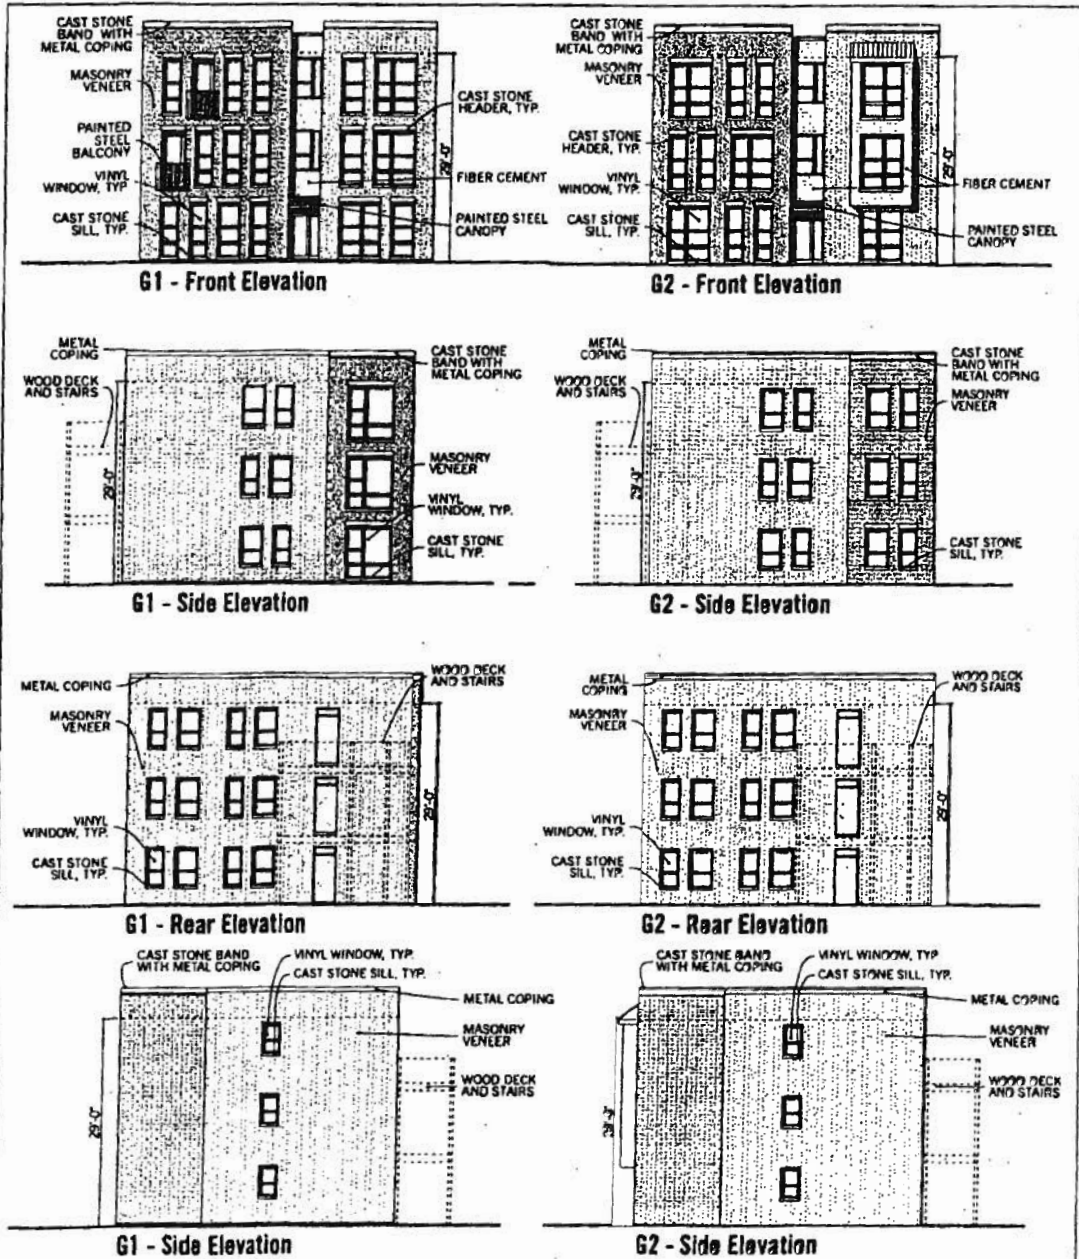 CAST STONE
BAND WITH
METAL COPING
MASONRY
VENEER
PAINTED
STEEL
BALCONY
VINYL
WINDOW, TYP
CAST STONE
SILL, TYP.
CAST STONE
HEADER, TYP.
29'-0"
FIBER CEMENT
PAINTED STEEL
CANOPY
G1 - Front Elevation
CAST STONE
BAND WITH
METAL COPING
MASONRY
VENEER
CAST STONE
HEADER, TYP.
VINYL
WINDOW, TYP.
CAST STONE
SILL, TYP.
29'-0"
FIBER CEMENT
PAINTED STEEL
CANOPY
G2 - Front Elevation
METAL
COPING
WOOD DECK
AND STAIRS
29'-0"
CAST STONE
BAND WITH
METAL COPING
MASONRY
VENEER
VINYL
WINDOW, TYP.
CAST STONE
SILL, TYP.
G1 - Side Elevation
METAL
COPING
WOOD DECK
AND STAIRS
29'-0"
CAST STONE
BAND WITH
METAL COPING
MASONRY
VENEER
CAST STONE
SILL, TYP.
G2 - Side Elevation
METAL COPING
MASONRY
VENEER
VINYL
WINDOW, TYP.
CAST STONE
SILL, TYP.
WOOD DECK
AND STAIRS
29'-0"
G1 - Rear Elevation
METAL
COPING
MASONRY
VENEER
VINYL
WINDOW, TYP.
CAST STONE
SILL, TYP.
WOOD DECK
AND STAIRS
29'-0"
G2 - Rear Elevation
CAST STONE BAND
WITH METAL COPING
VINYL WINDOW, TYP.
CAST STONE SILL, TYP.
METAL COPING
MASONRY
VENEER
WOOD DECK
AND STAIRS
29'-0"
G1 - Side Elevation
CAST STONE BAND
WITH METAL COPING
VINYL WINDOW, TYP
CAST STONE SILL, TYP.
METAL COPING
MASONRY
VENEER
WOOD DECK
AND STAIRS
29'-0"
G2 - Side Elevation